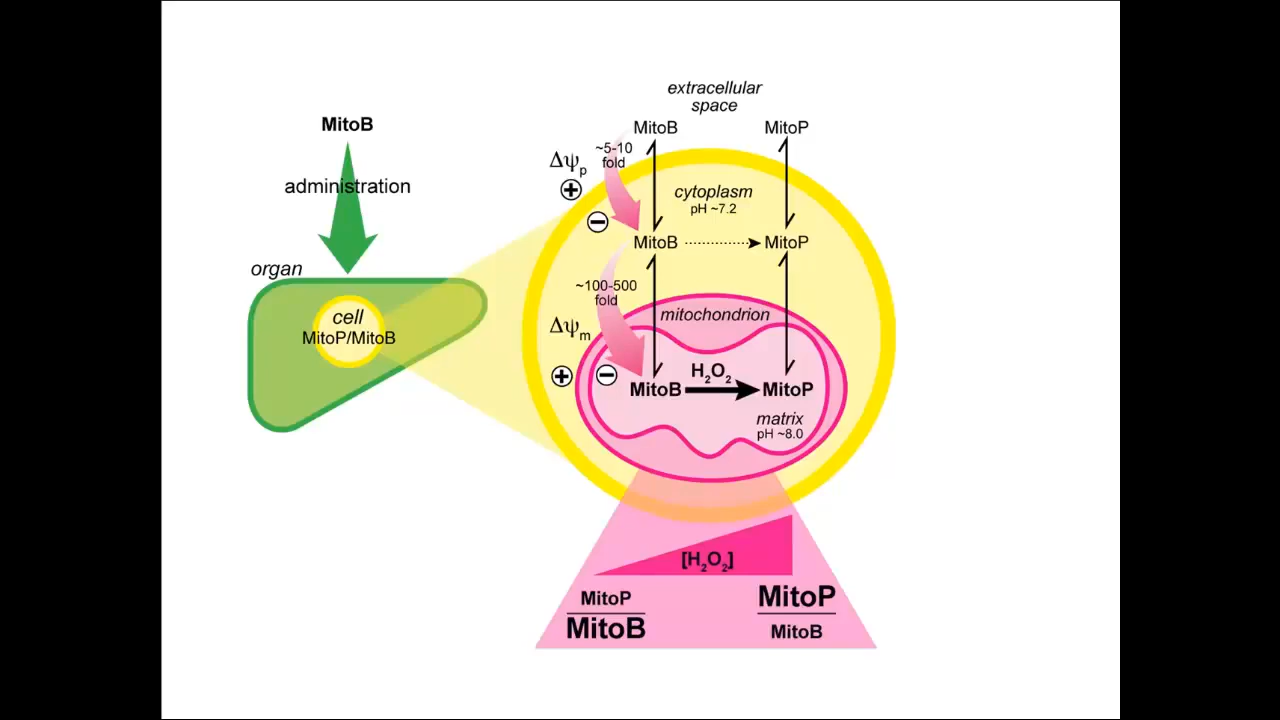 MitoB
administration
organ
cell
MitoP/MitoB
extracellular
space
MitoB
MitoP
~5-10
fold
Δψp
+
−
cytoplasm
pH ~7.2
MitoB
MitoP
~100-500
fold
Δψm
+
−
mitochondrion
MitoB
H2O2
MitoP
matrix
pH ~8.0
[H2O2]
MitoP
MitoB
MitoP
MitoB